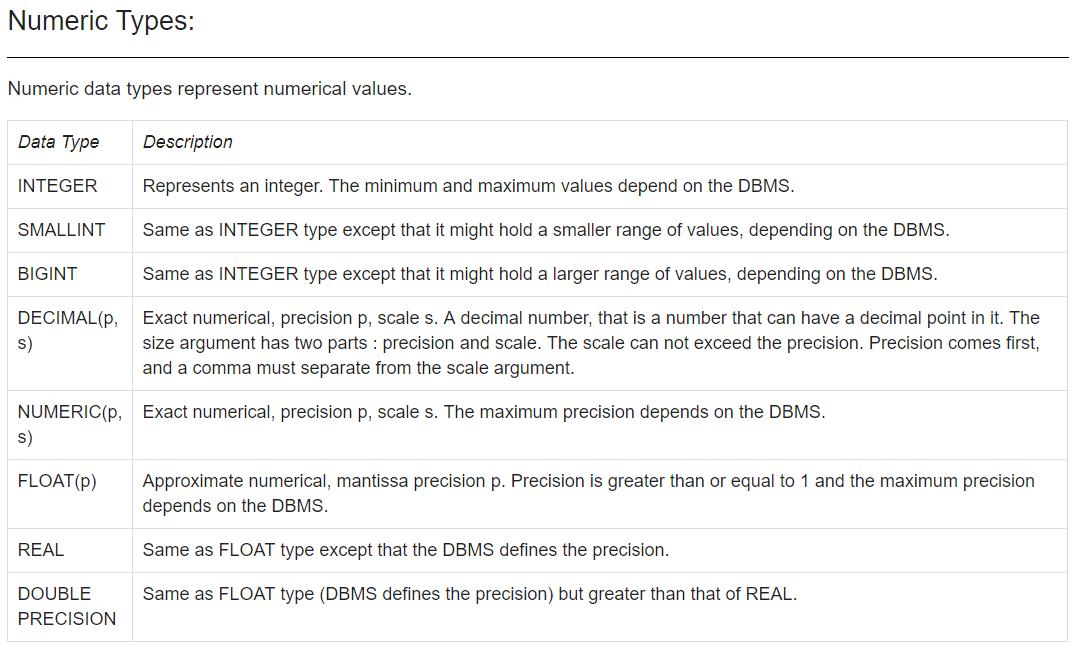 Numeric Types:
Numeric data types represent numerical values.
Data Type
Description
INTEGER
Represents an integer. The minimum and maximum values depend on the DBMS.
SMALLINT
Same as INTEGER type except that it might hold a smaller range of values, depending on the DBMS.
BIGINT
Same as INTEGER type except that it might hold a larger range of values, depending on the DBMS.
DECIMAL(p,
s)
Exact numerical, precision p, scale s. A decimal number, that is a number that can have a decimal point in it. The
size argument has two parts : precision and scale. The scale can not exceed the precision. Precision comes first,
and a comma must separate from the scale argument.
NUMERIC(p,
s)
Exact numerical, precision p, scale s. The maximum precision depends on the DBMS.
FLOAT(p)
Approximate numerical, mantissa precision p. Precision is greater than or equal to 1 and the maximum precision
depends on the DBMS.
REAL
Same as FLOAT type except that the DBMS defines the precision.
DOUBLE
PRECISION
Same as FLOAT type (DBMS defines the precision) but greater than that of REAL.